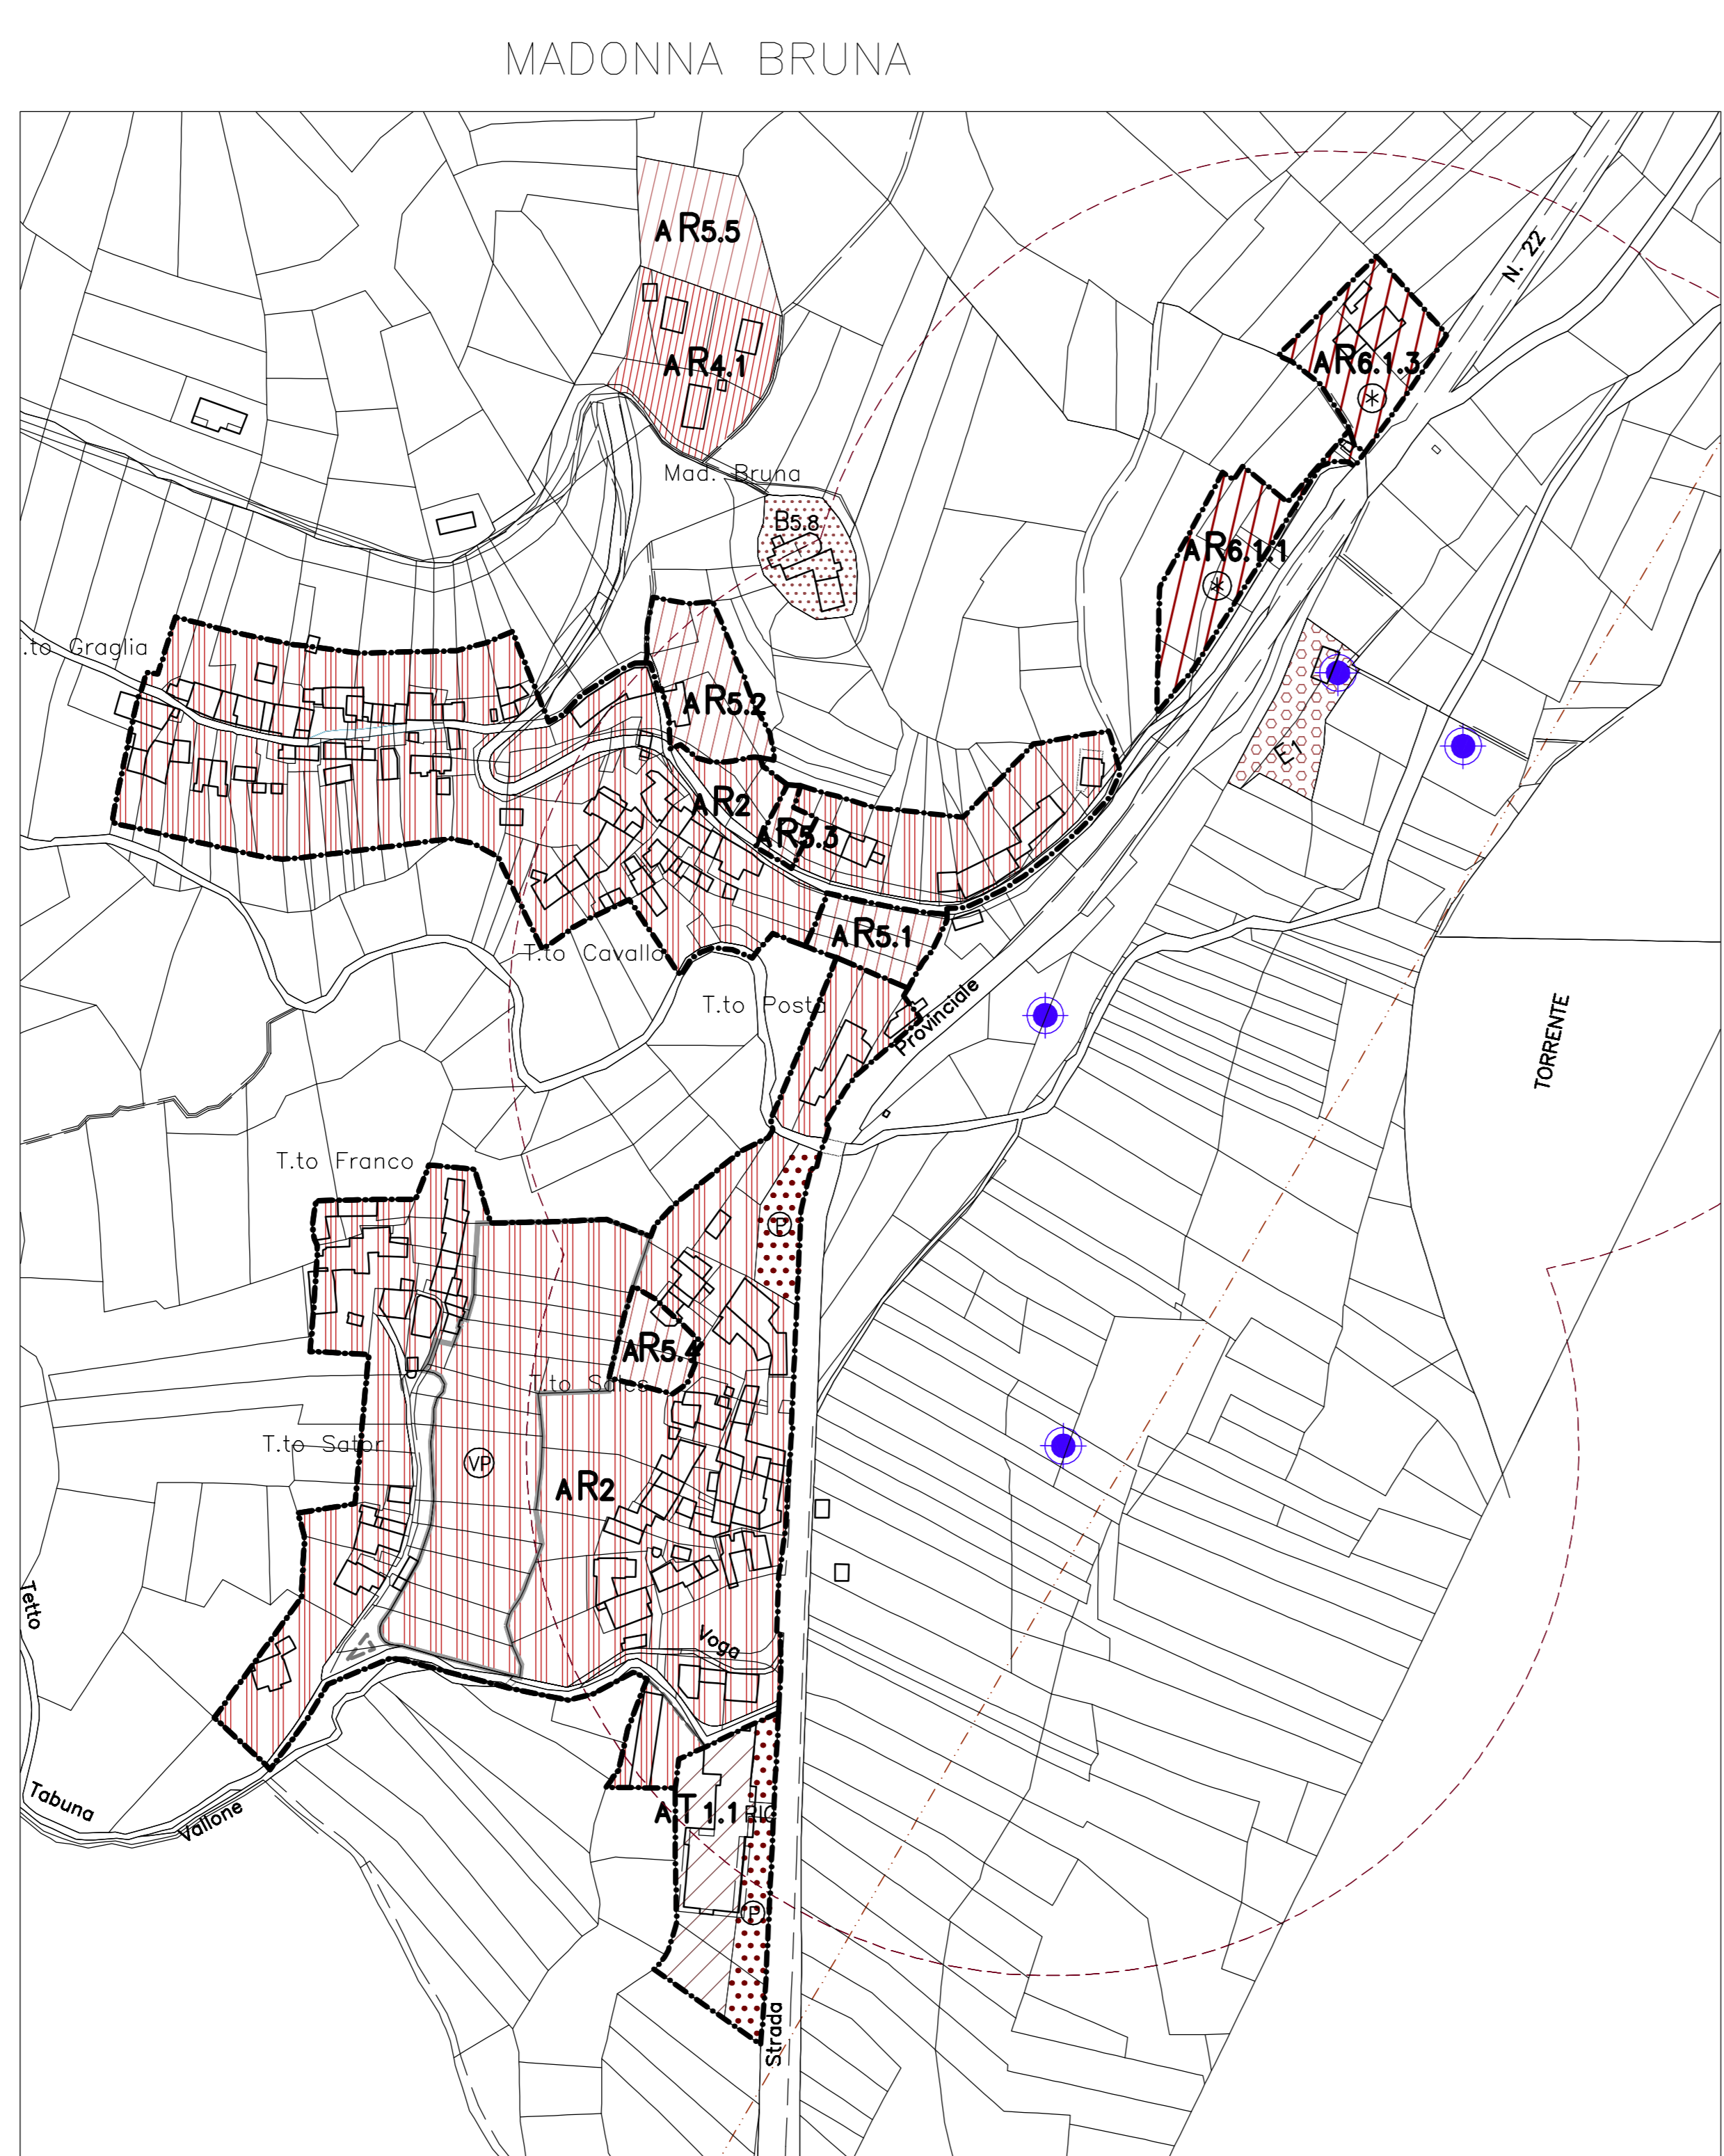 MADONNA BRUNA
AR5.5
N. 22
AR4.1
AR6.1.3
Mad. Bruna
B5.8
AR6.1.1
.to Graglia
AR5.2
E1
AR2
AR5.3
AR5.1
T.to Cavallo
T.to Posta
Provinciale
TORRENTE
T.to Franco
P
AR5.4
T.to Sales
T.to Sator
VP
AR2
Tetto
Voga
Tabuna
Vallone
AT1.1 RIC
P
Strada